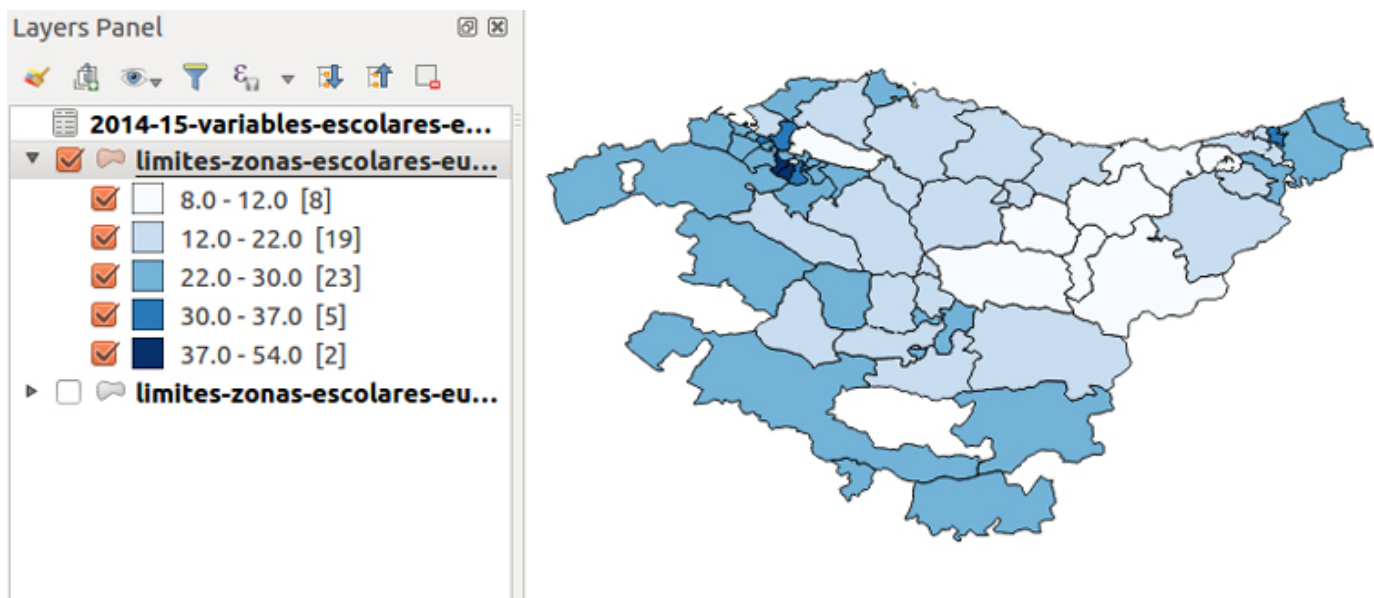 Layers Panel
2014-15-variables-escolares-e...
limites-zonas-escolares-eu...
8.0 - 12.0 [8]
12.0 - 22.0 [19]
22.0 - 30.0 [23]
30.0 - 37.0 [5]
37.0 - 54.0 [2]
limites-zonas-escolares-eu...